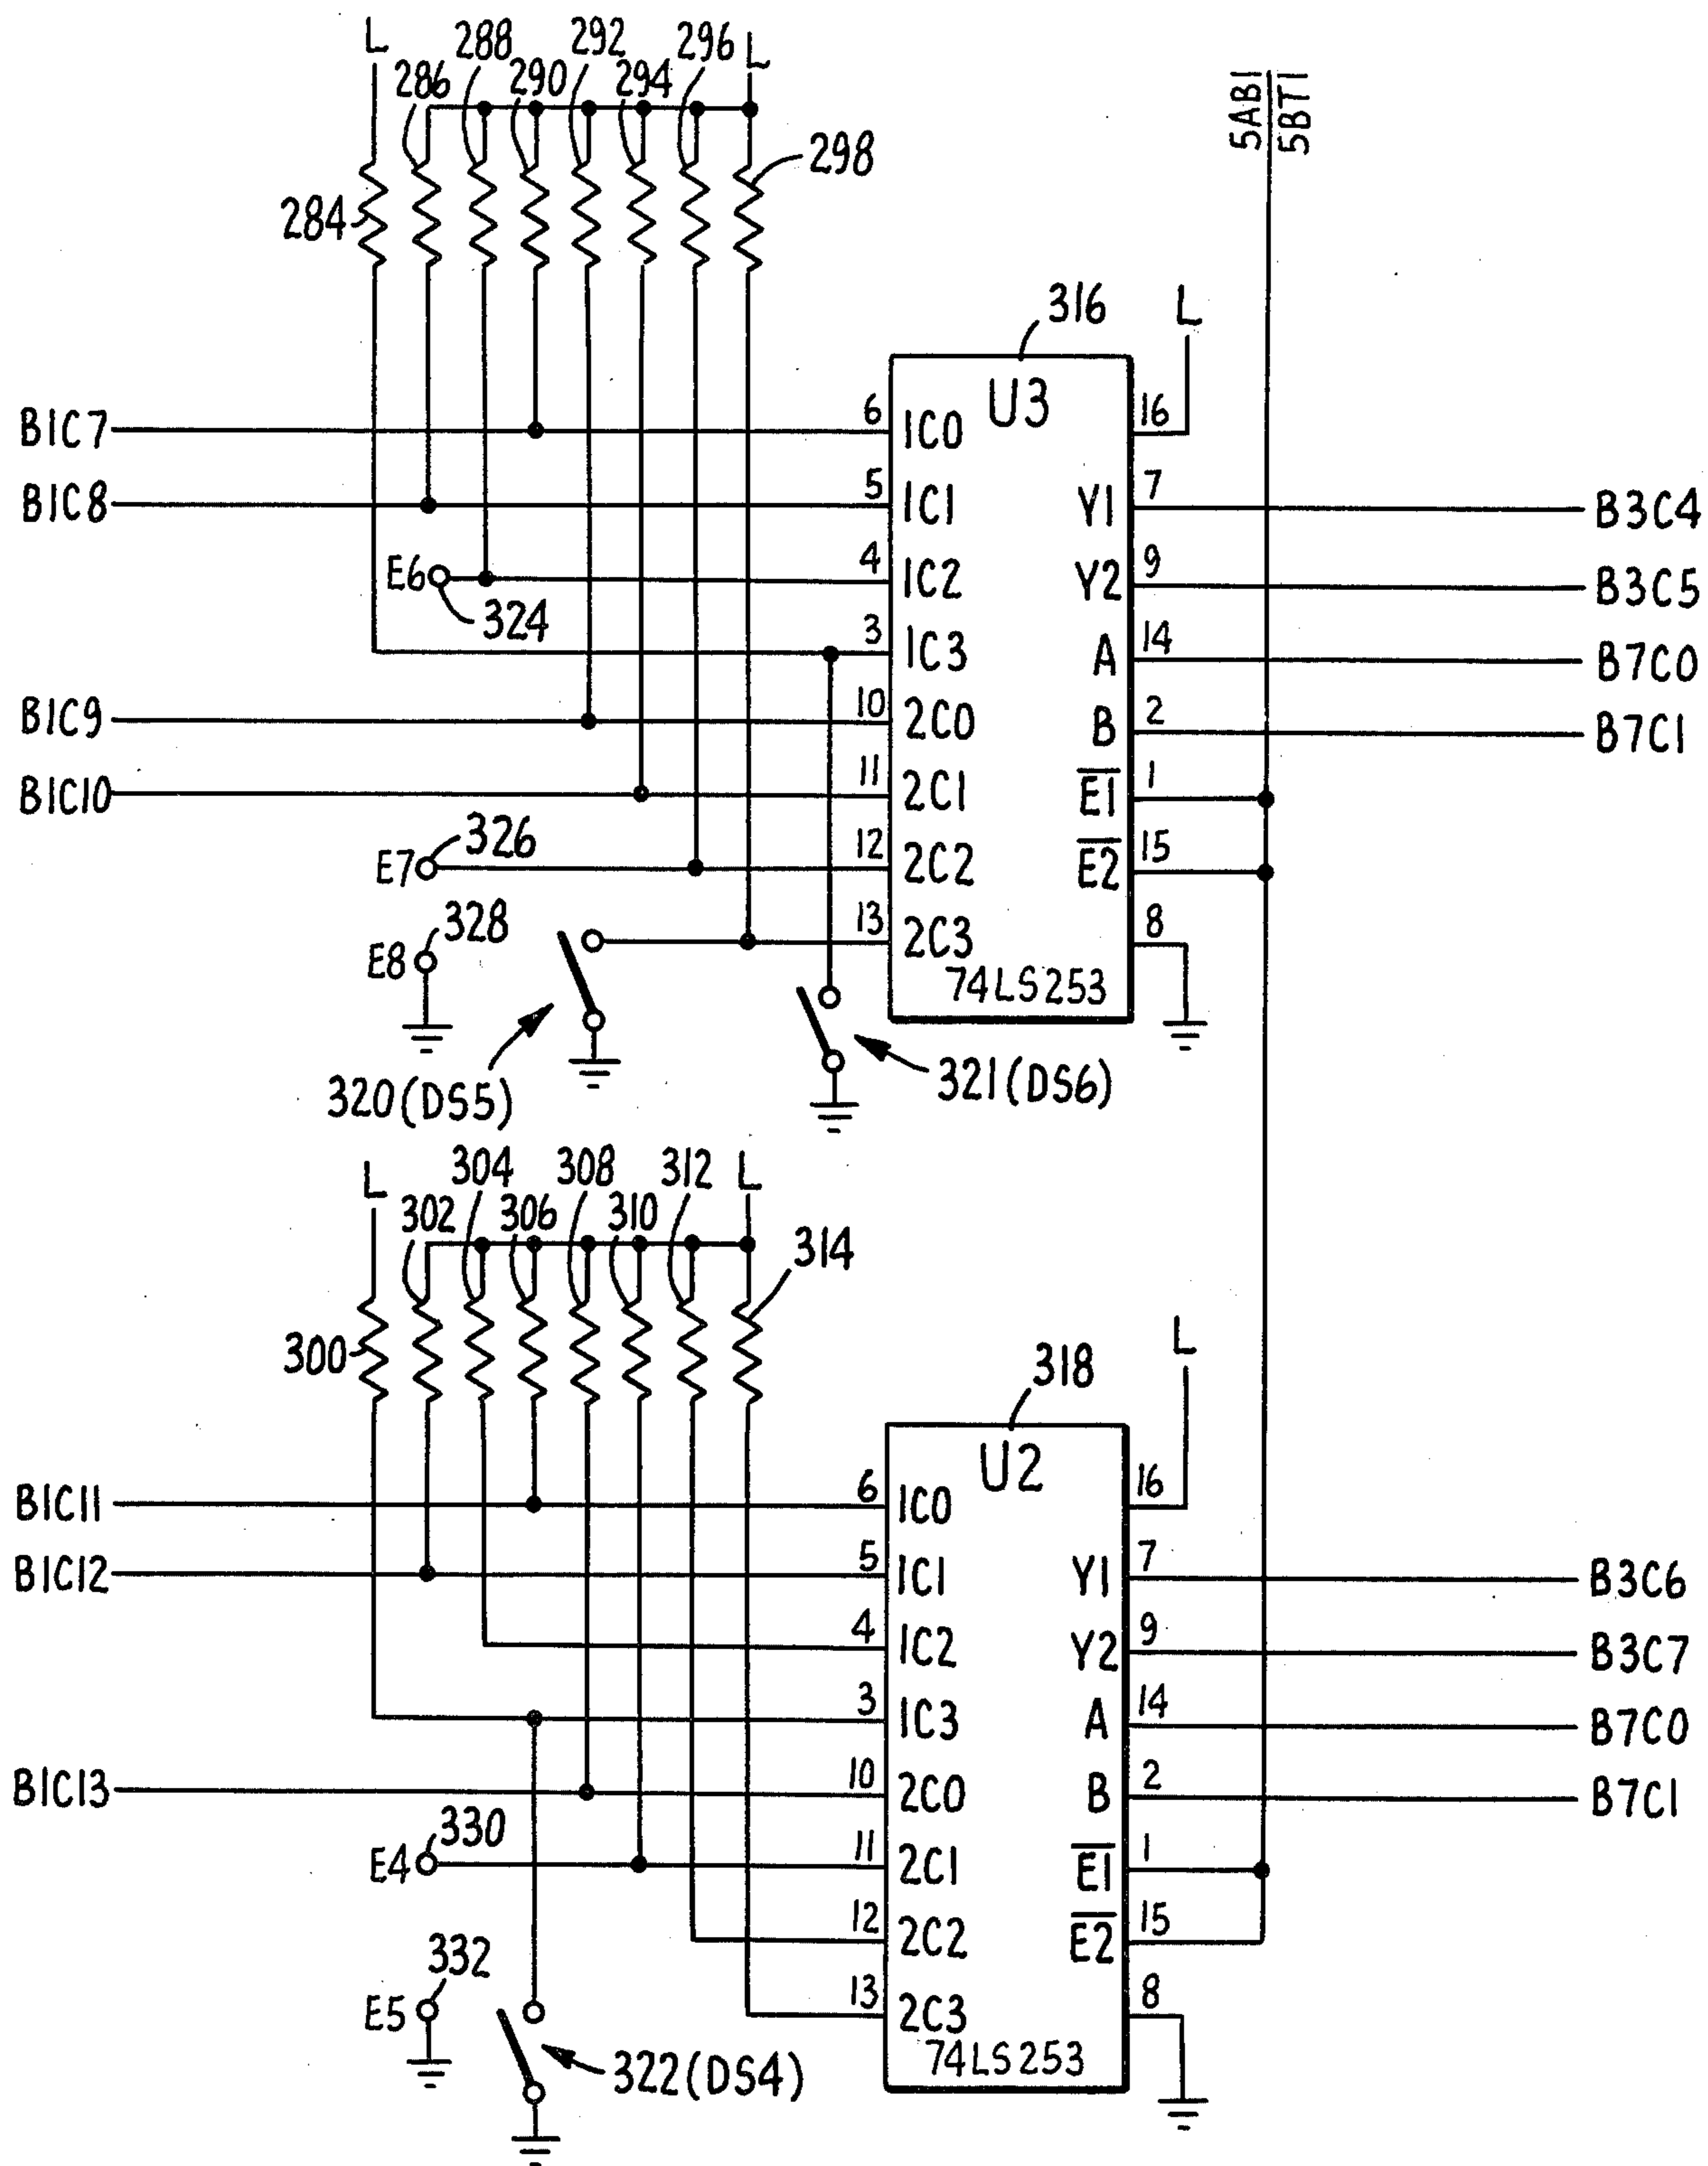 L 286 288 290 292 294 296 L
284
298
5AB1
5BT1
316
L
U3
B1C7 6 1C0 16
B1C8 5 1C1 Y1 7 B3C4
E6 324 4 1C2 Y2 9 B3C5
3 1C3 A 14 B7C0
B1C9 10 2C0 B 2 B7C1
B1C10 11 2C1 E1 1
E7 326 12 2C2 E2 15
E8 328 13 2C3 8
74LS253
320(DS5)
321(DS6)
L 302 304 306 308 310 312 L
300
314
318
L
U2
B1C11 6 1C0 16
B1C12 5 1C1 Y1 7 B3C6
4 1C2 Y2 9 B3C7
3 1C3 A 14 B7C0
B1C13 10 2C0 B 2 B7C1
E4 330 11 2C1 E1 1
12 2C2 E2 15
E5 332 13 2C3 8
74LS253
322(DS4)